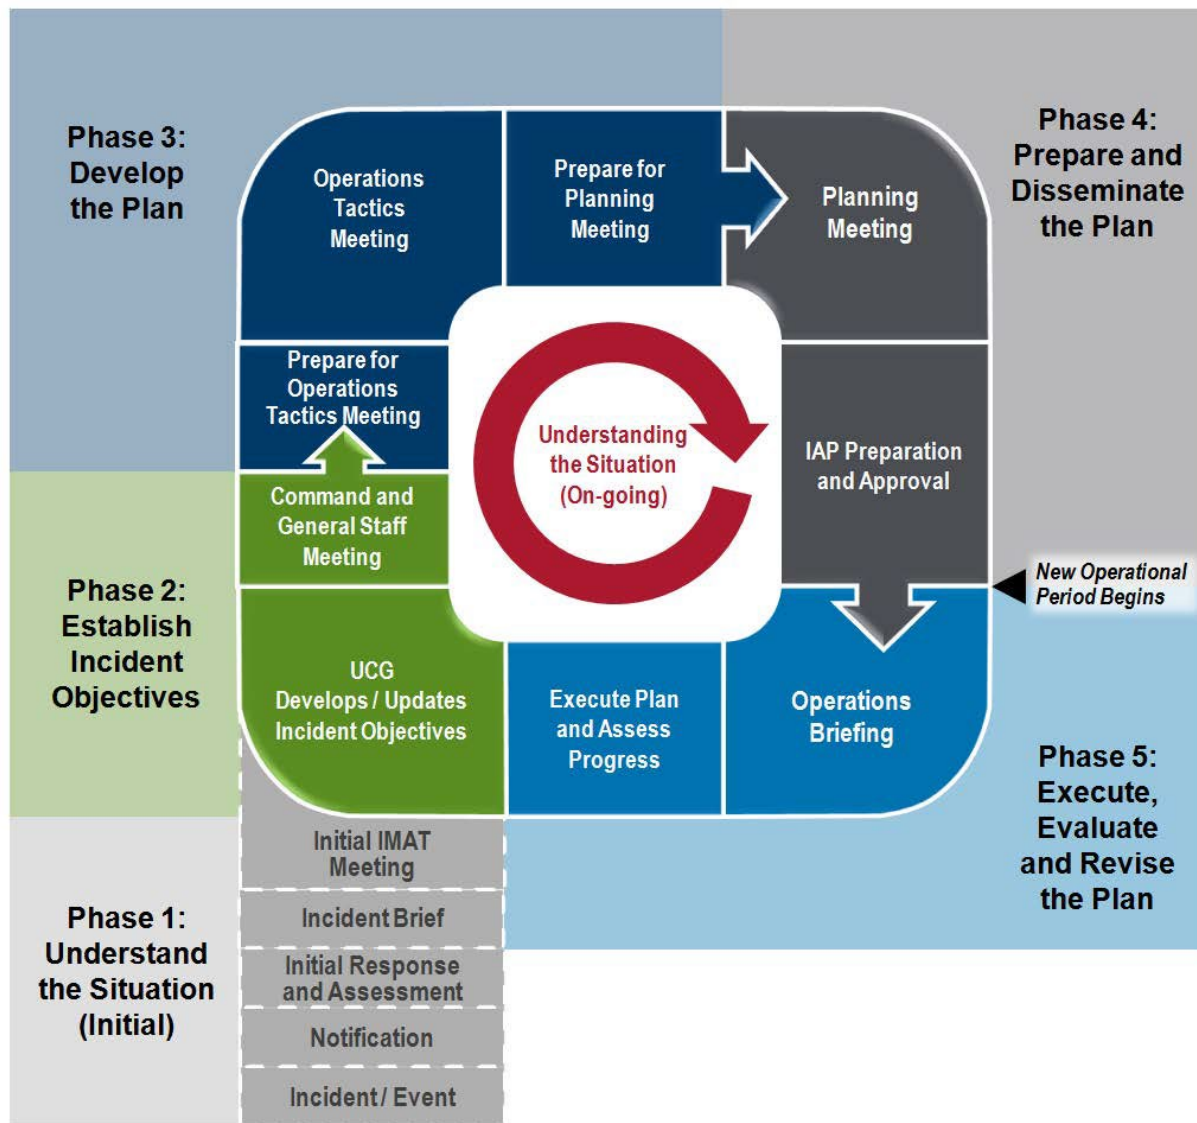 Phase 3:
Develop
the Plan
Operations
Tactics
Meeting
Prepare for
Planning
Meeting
Planning
Meeting
Phase 4:
Prepare and
Disseminate
the Plan
Prepare for
Operations
Tactics Meeting
Understanding
the Situation
(On-going)
IAP Preparation
and Approval
Command and
General Staff
Meeting
Phase 2:
Establish
Incident
Objectives
New Operational
Period Begins
UCG
Develops / Updates
Incident Objectives
Execute Plan
and Assess
Progress
Operations
Briefing
Phase 5:
Execute,
Evaluate
and Revise
the Plan
Phase 1:
Understand
the Situation
(Initial)
Initial IMAT
Meeting
Incident Brief
Initial Response
and Assessment
Notification
Incident / Event